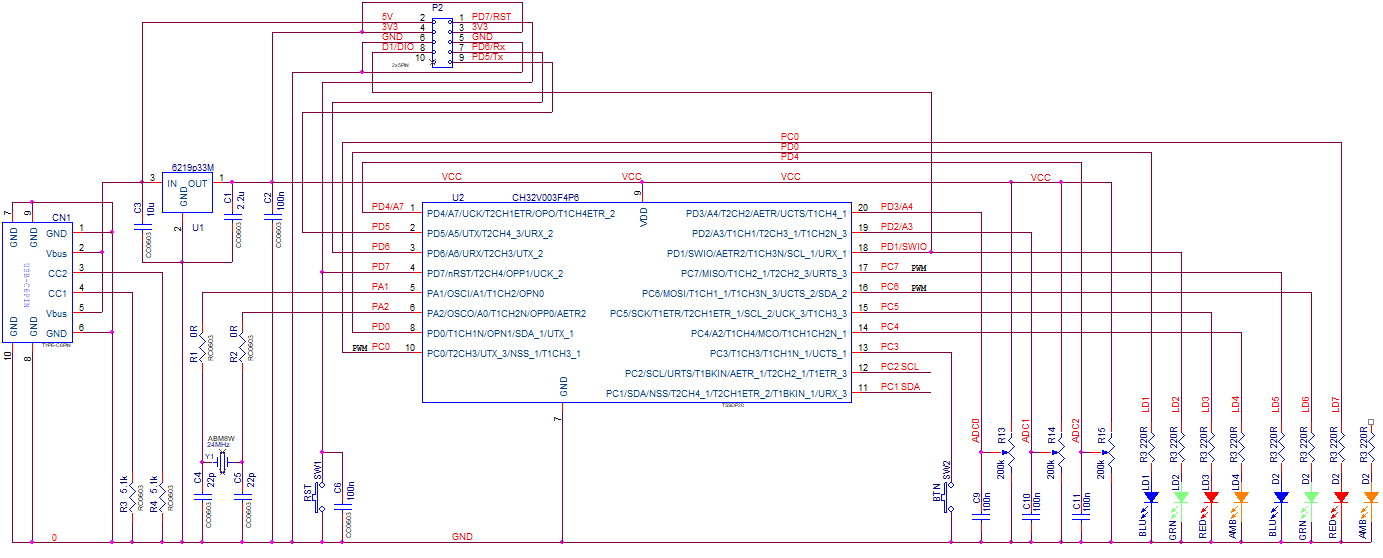 P2
5V 2 1 PD7/RST
3V3 4 3 3V3
GND 6 5 GND
D1/DIO 8 7 PD6/Rx
10 9 PD5/Tx
2x5PIN
PC0
PD0
PD4
6219p33M
3 IN OUT 1
GND
2
U1
VCC
VCC
VCC
VCC
C3
10u
CC0603
C1
2.2u
CC0603
C2
100n
CC0603
CN1
7
9
GND
GND
GND 1
Vbus 2
CC2 3
CC1 4
Vbus 5
GND 6
GND
GND
10
8
USB-C6PIN
TYPE-C6PIN
U2
CH32V003F4P6
9
VDD
PD4/A7 1 PD4/A7/UCK/T2CH1ETR/OPO/T1CH4ETR_2
PD5 2 PD5/A5/UTX/T2CH4_3/URX_2
PD6 3 PD6/A6/URX/T2CH3/UTX_2
PD7 4 PD7/nRST/T2CH4/OPP1/UCK_2
PA1 5 PA1/OSCI/A1/T1CH2/OPN0
PA2 6 PA2/OSCO/A0/T1CH2N/OPP0/AETR2
PD0 8 PD0/T1CH1N/OPN1/SDA_1/UTX_1
PWM PC0 10 PC0/T2CH3/UTX_3/NSS_1/T1CH3_1
PD3/A4/T2CH2/AETR/UCTS/T1CH4_1 20 PD3/A4
PD2/A3/T1CH1/T2CH3_1/T1CH2N_3 19 PD2/A3
PD1/SWIO/AETR2/T1CH3N/SCL_1/URX_1 18 PD1/SWIO
PC7/MISO/T1CH2_1/T2CH2_3/URTS_3 17 PC7 PWM
PC6/MOSI/T1CH1_1/T1CH3N_3/UCTS_2/SDA_2 16 PC6 PWM
PC5/SCK/T1ETR/T2CH1ETR_1/SCL_2/UCK_3/T1CH3_3 15 PC5
PC4/A2/T1CH4/MCO/T1CH1CH2N_1 14 PC4
PC3/T1CH3/T1CH1N_1/UCTS_1 13 PC3
PC2/SCL/URTS/T1BKIN/AETR_1/T2CH2_1/T1ETR_3 12 PC2 SCL
PC1/SDA/NSS/T2CH4_1/T2CH1ETR_2/T1BKIN_1/URX_3 11 PC1 SDA
TSSOP20
GND
7
R1 0R
RC0603
R2 0R
RC0603
ABM8W
24MHz
Y1
C4
22p
CC0603
C5
22p
CC0603
R3 5.1k
RC0603
R4 5.1k
RC0603
RST
SW1
C6
100n
CC0603
BTN
SW2
ADC0
R13
200k
C9
100n
ADC1
R14
200k
C10
100n
ADC2
R15
200k
C11
100n
LD1
LD2
LD3
LD4
LD5
LD6
LD7
R3 220R
R3 220R
R3 220R
R3 220R
R3 220R
R3 220R
R3 220R
R3 220R
LD1
LD2
LD3
LD4
D2
D2
D2
D2
BLU
GRN
RED
AMB
BLU
GRN
RED
AMB
0
GND